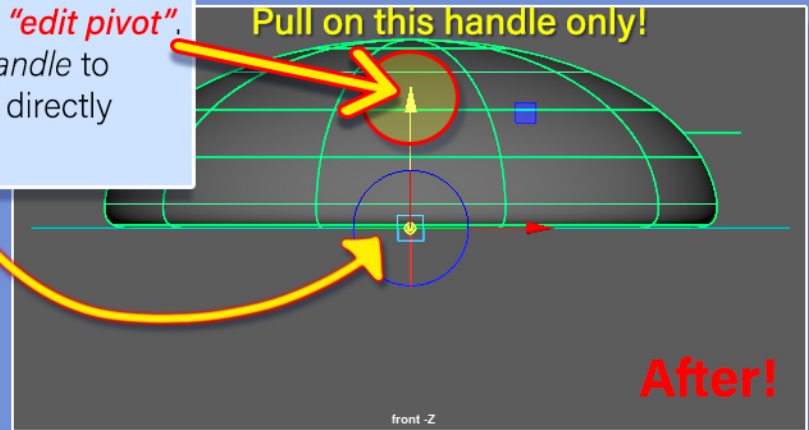 "edit pivot".
andle to
directly
Pull on this handle only!
After!
front -Z